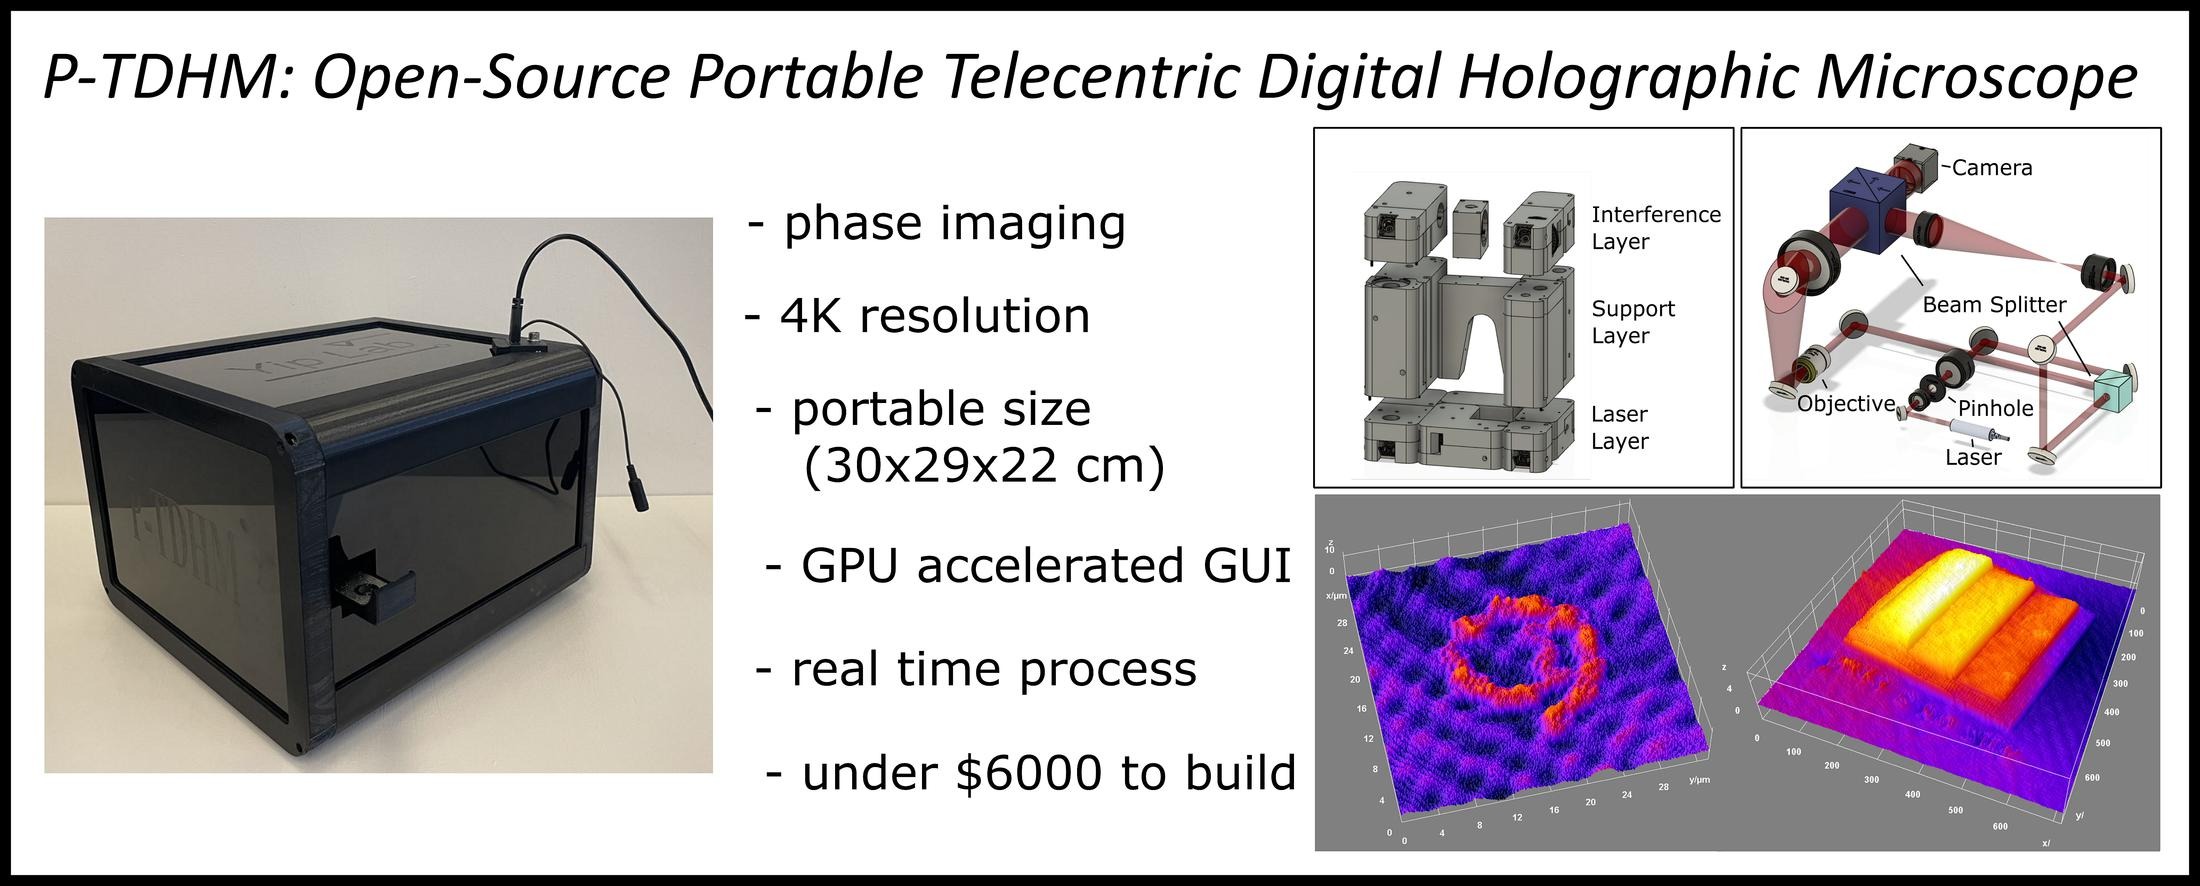 P-TDHM: Open-Source Portable Telecentric Digital Holographic Microscope
Yip Lab
P-TDHM
- phase imaging
- 4K resolution
- portable size
(30x29x22 cm)
- GPU accelerated GUI
- real time process
- under $6000 to build
Interference
Layer
Support
Layer
Laser
Layer
Camera
Beam Splitter
Objective
Pinhole
Laser
z
10
0
x/µm
28
24
20
16
12
8
4
0
0
4
8
12
16
20
24
28
y/µm
z
4
0
0
100
200
300
400
500
600
x/
0
100
200
300
400
500
600
y/